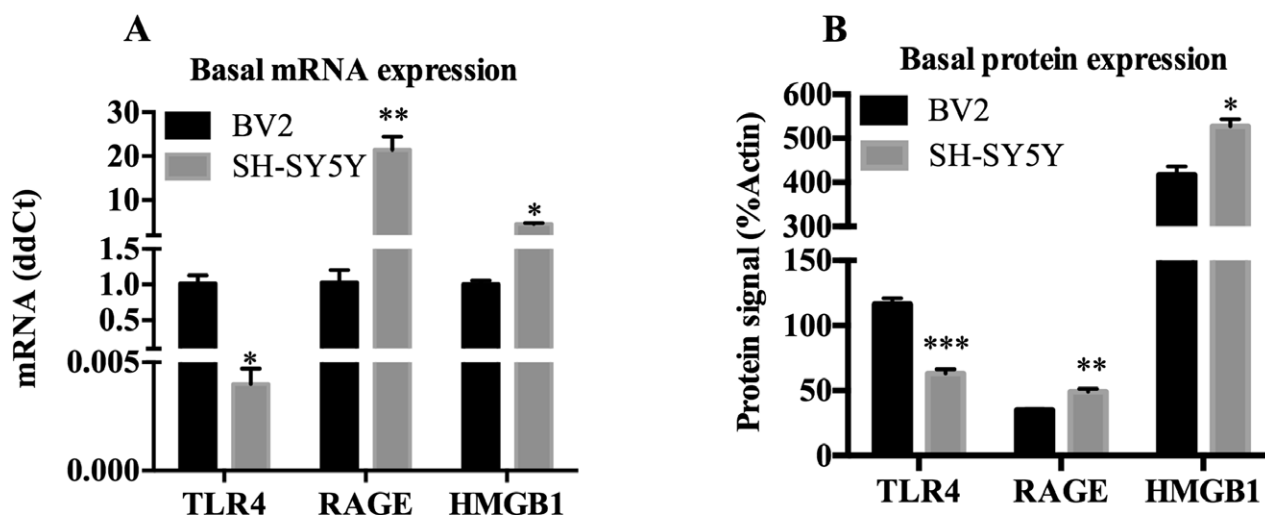 A
Basal mRNA expression
mRNA (ddCt)
30
20
10
1.5
1.0
0.5
0.005
0.000
BV2
SH-SY5Y
**
*
*
TLR4 RAGE HMGB1
B
Basal protein expression
Protein signal (%Actin)
600
500
400
300
150
100
50
0
BV2
SH-SY5Y
*
***
**
TLR4 RAGE HMGB1